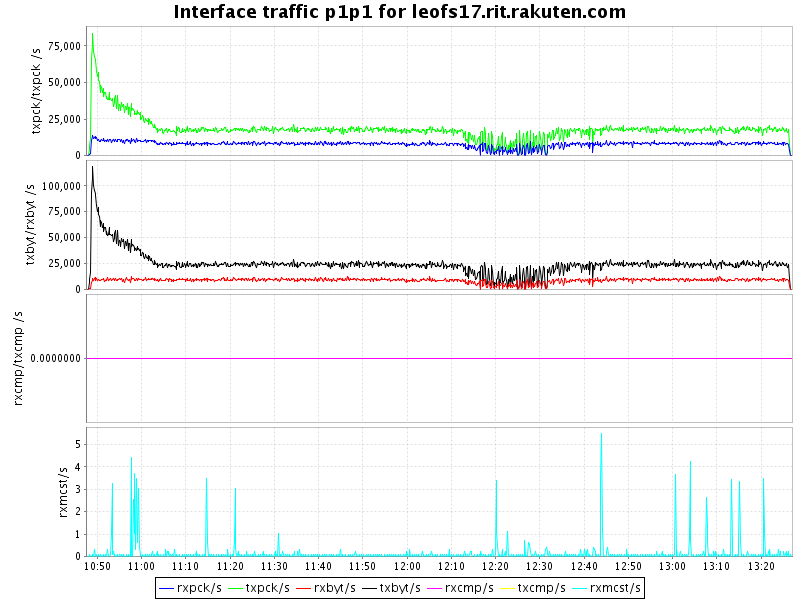 Interface traffic p1p1 for leofs17.rit.rakuten.com
txpck/txpck /s
75,000
50,000
25,000
0
txbyt/rxbyt /s
100,000
75,000
50,000
25,000
0
rxcmp/txcmp /s
0.0000000
rxmcst/s
5
4
3
2
1
0
10:50 11:00 11:10 11:20 11:30 11:40 11:50 12:00 12:10 12:20 12:30 12:40 12:50 13:00 13:10 13:20
rxpck/s txpck/s rxbyt/s txbyt/s rxcmp/s txcmp/s rxmcst/s